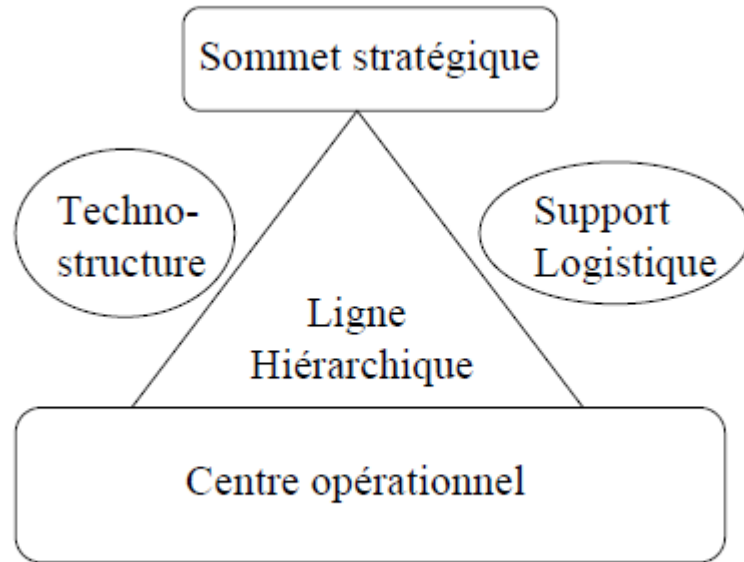 Sommet stratégique
Techno-
structure
Support
Logistique
Ligne
Hiérarchique
Centre opérationnel